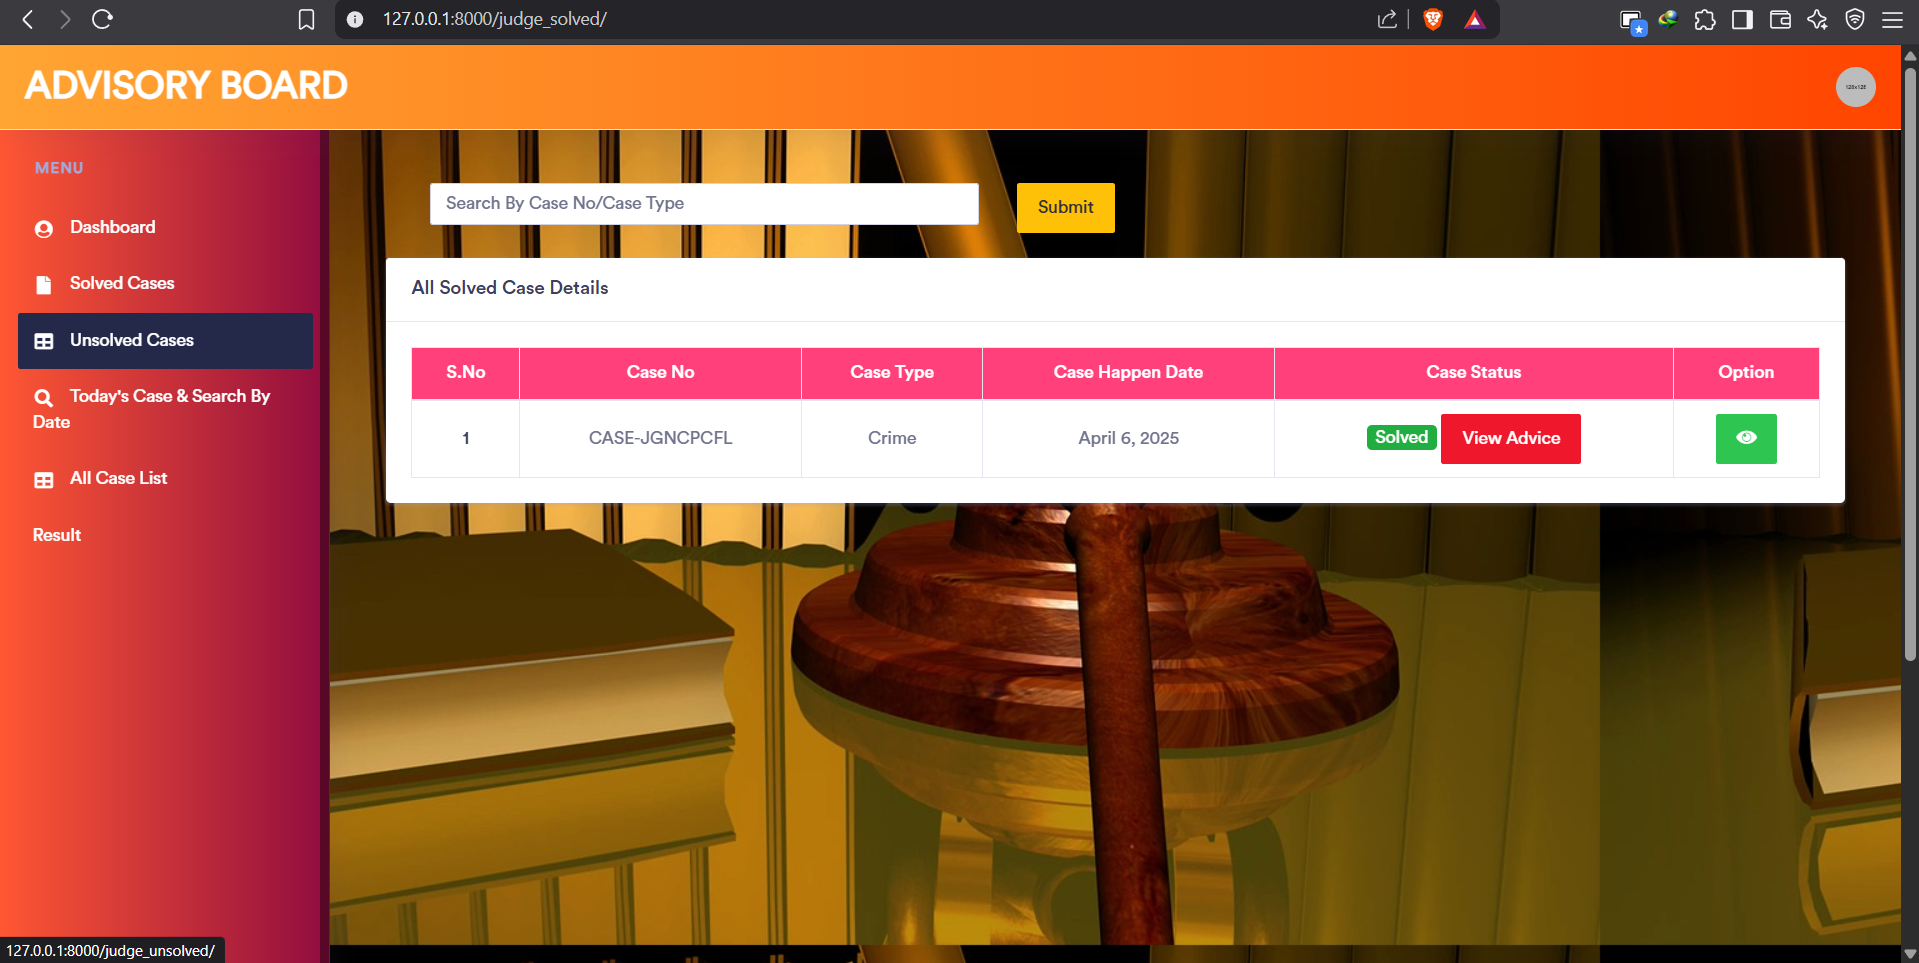 127.0.0.1:8000/judge_solved/
ADVISORY BOARD
128x128
MENU
Dashboard
Solved Cases
Unsolved Cases
Today's Case & Search By
Date
All Case List
Result
Search By Case No/Case Type
Submit
All Solved Case Details
S.No Case No Case Type Case Happen Date Case Status Option
1 CASE-JGNCPCFL Crime April 6, 2025 Solved View Advice
127.0.0.1:8000/judge_unsolved/